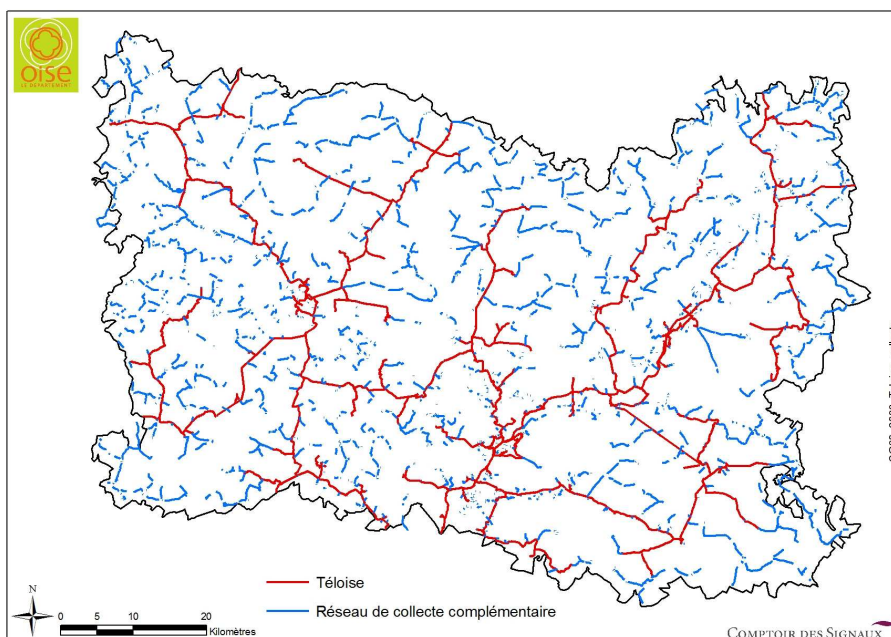 oise
LE DÉPARTEMENT
Téloise
Réseau de collecte complémentaire
N
0 5 10 20
Kilomètres
COMPTOIR DES SIGNAUX